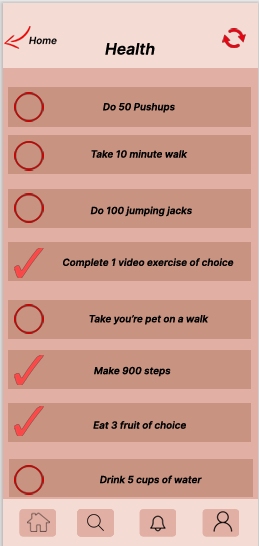 Home
Health
Do 50 Pushups
Take 10 minute walk
Do 100 jumping jacks
Complete 1 video exercise of choice
Take you're pet on a walk
Make 900 steps
Eat 3 fruit of choice
Drink 5 cups of water